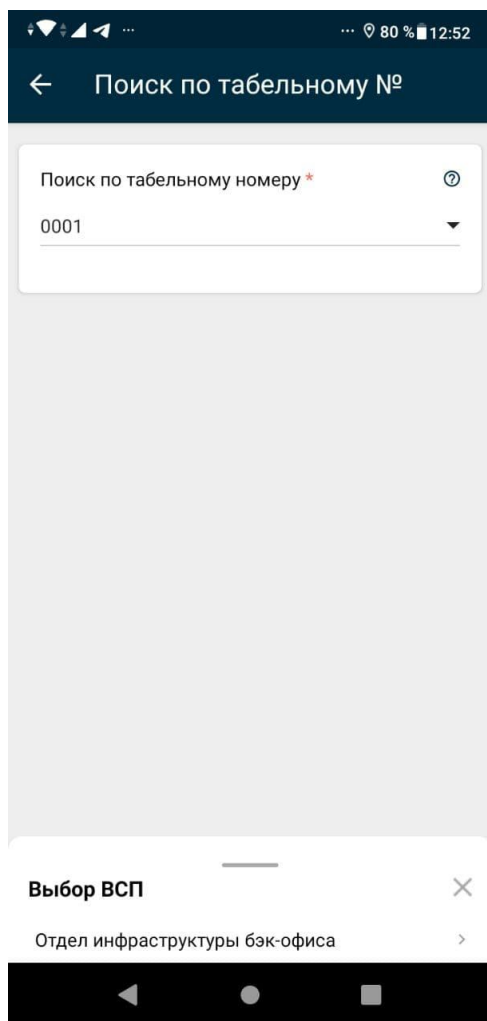 80 % 12:52
Поиск по табельному №
Поиск по табельному номеру *
0001
Выбор ВСП
Отдел инфраструктуры бэк-офиса